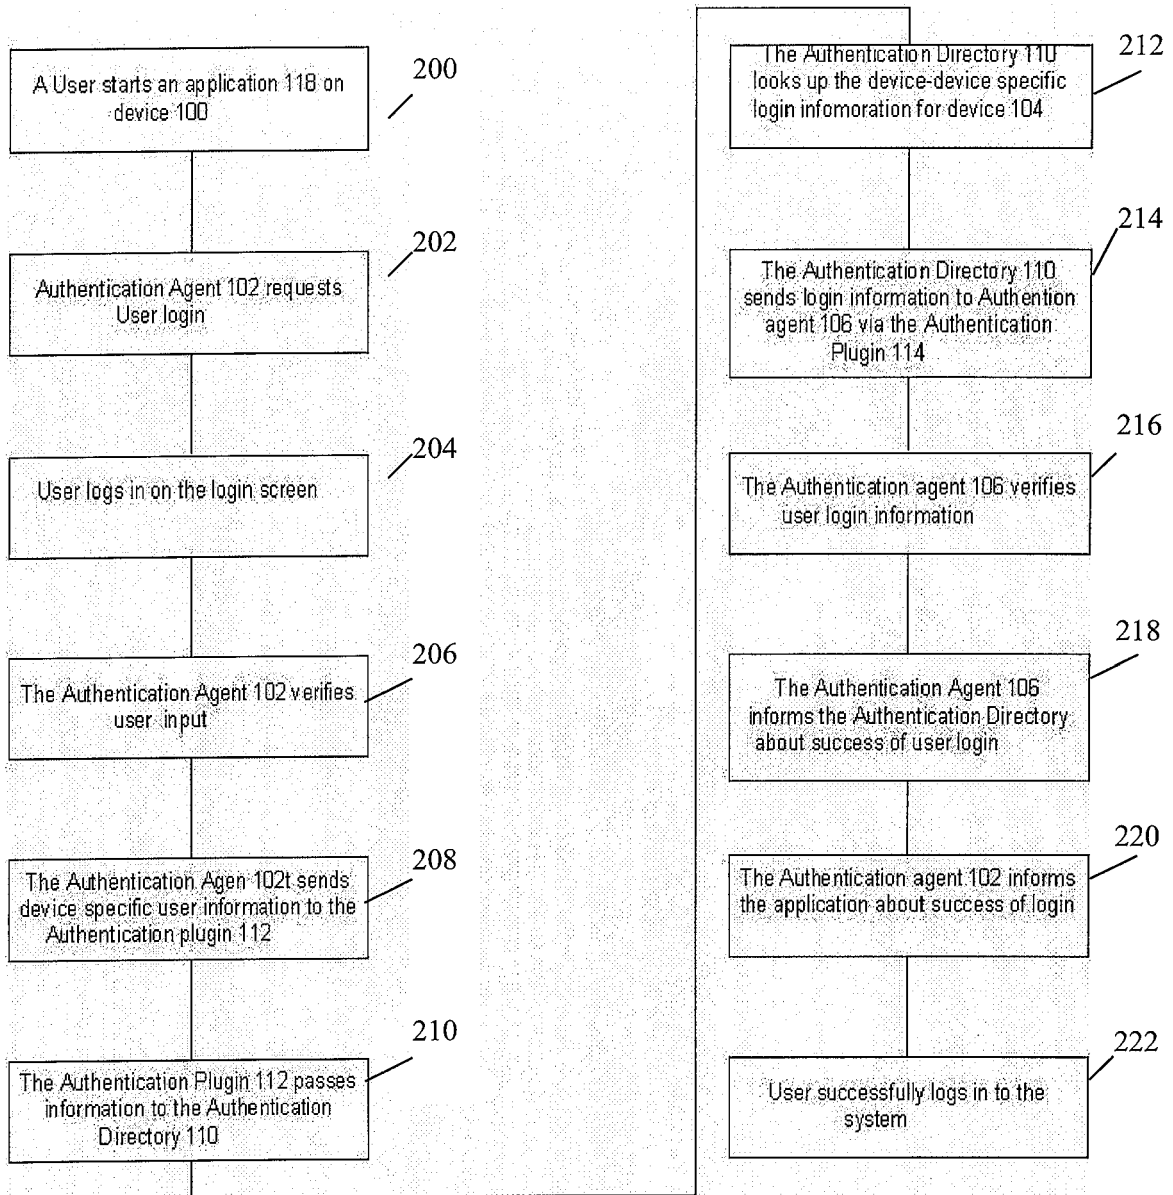 A User starts an application 118 on
device 100
200
Authentication Agent 102 requests
User login
202
User logs in on the login screen
204
The Authentication Agent 102 verifies
user input
206
The Authentication Agen 102t sends
device specific user information to the
Authentication plugin 112
208
The Authentication Plugin 112 passes
information to the Authentication
Directory 110
210
The Authentication Directory 110
looks up the device-device specific
login infomoration for device 104
212
The Authentication Directory 110
sends login information to Authention
agent 106 via the Authentication
Plugin 114
214
The Authentication agent 106 verifies
user login information
216
The Authentication Agent 106
informs the Authentication Directory
about success of user login
218
The Authentication agent 102 informs
the application about success of login
220
User successfully logs in to the
system
222